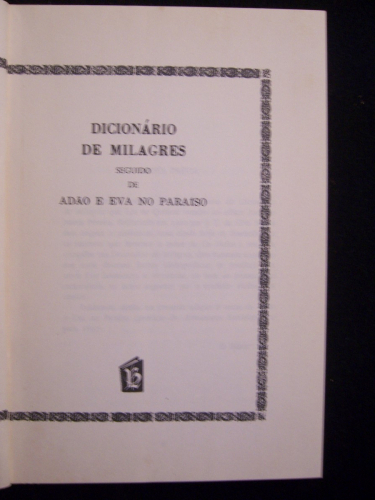 DICIONÁRIO
DE MILAGRES
SEGUIDO
DE
ADÃO E EVA NO PARAISO